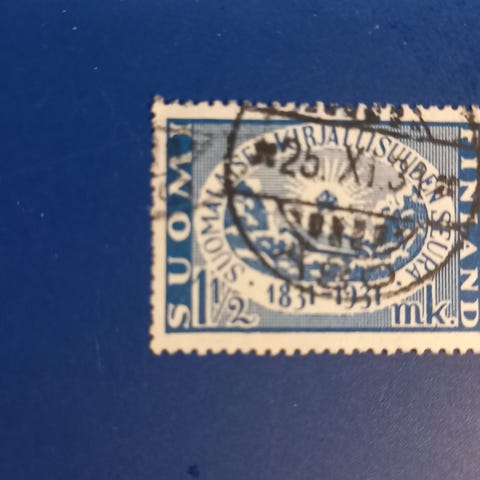 SUOMI
SUOMALAISEN KIRJALLISUUDEN SEURA
FINLAND
25. XI. 3
1831-1931
1 1/2 mk.